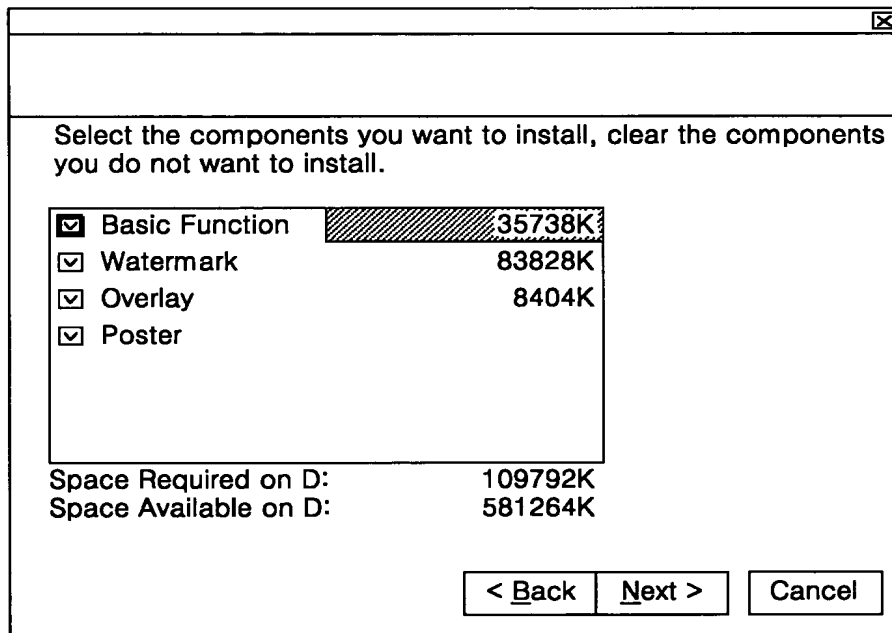 Select the components you want to install, clear the components
you do not want to install.
Basic Function 35738K
Watermark 83828K
Overlay 8404K
Poster
Space Required on D: 109792K
Space Available on D: 581264K
< Back Next > Cancel